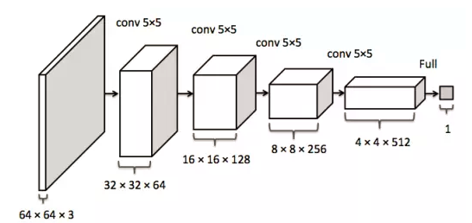 conv 5×5
conv 5×5
conv 5×5
conv 5×5
Full
64 × 64 × 3
32 × 32 × 64
16 × 16 × 128
8 × 8 × 256
4 × 4 × 512
1